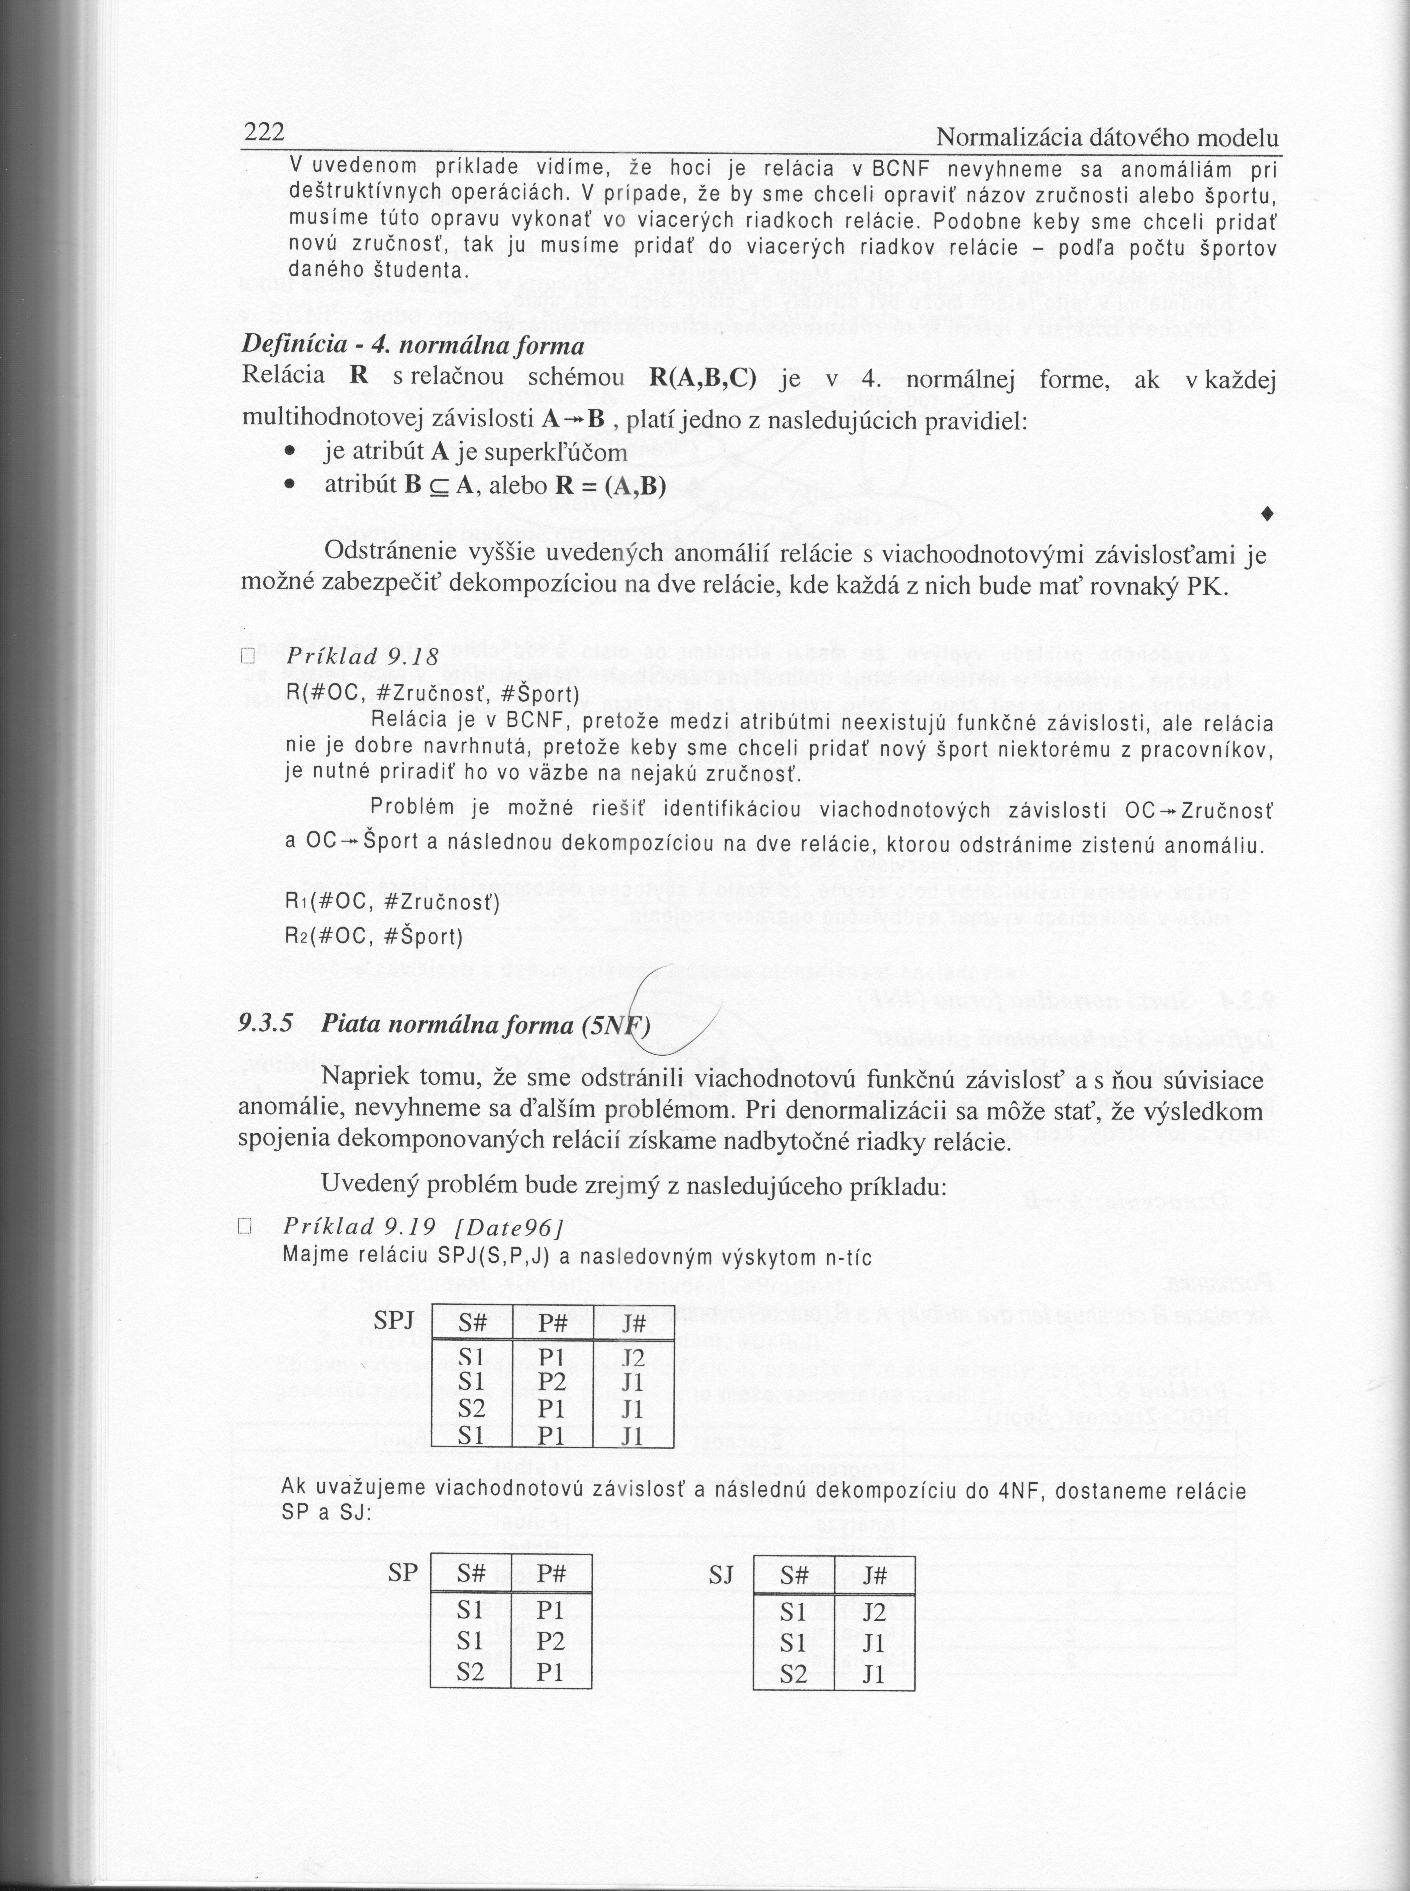 222 Normalizácia dátového modelu
V uvedenom príklade vidíme, že hoci je relácia v BCNF nevyhneme sa anomáliám pri
deštruktívnych operáciách. V prípade, že by sme chceli opraviť názov zručnosti alebo športu,
musíme túto opravu vykonať vo viacerých riadkoch relácie. Podobne keby sme chceli pridať
novú zručnosť, tak ju musíme pridať do viacerých riadkov relácie – podľa počtu športov
daného študenta.
Definícia - 4. normálna forma
Relácia R s relačnou schémou R(A,B,C) je v 4. normálnej forme, ak v každej
multihodnotovej závislosti A↠B , platí jedno z nasledujúcich pravidiel:
• je atribút A je superkľúčom
• atribút B ⊆ A, alebo R = (A,B)
♦
Odstránenie vyššie uvedených anomálií relácie s viachoodnotovými závislosťami je
možné zabezpečiť dekompozíciou na dve relácie, kde každá z nich bude mať rovnaký PK.
□ Príklad 9.18
R(#OC, #Zručnosť, #Šport)
Relácia je v BCNF, pretože medzi atribútmi neexistujú funkčné závislosti, ale relácia
nie je dobre navrhnutá, pretože keby sme chceli pridať nový šport niektorému z pracovníkov,
je nutné priradiť ho vo väzbe na nejakú zručnosť.
Problém je možné riešiť identifikáciou viachodnotových závislosti OC↠Zručnosť
a OC↠Šport a následnou dekompozíciou na dve relácie, ktorou odstránime zistenú anomáliu.
R1(#OC, #Zručnosť)
R2(#OC, #Šport)
9.3.5 Piata normálna forma (5NF)
Napriek tomu, že sme odstránili viachodnotovú funkčnú závislosť a s ňou súvisiace
anomálie, nevyhneme sa ďalším problémom. Pri denormalizácii sa môže stať, že výsledkom
spojenia dekomponovaných relácií získame nadbytočné riadky relácie.
Uvedený problém bude zrejmý z nasledujúceho príkladu:
□ Príklad 9.19 [Date96]
Majme reláciu SPJ(S,P,J) a nasledovným výskytom n-tíc
SPJ S# P# J#
S1 P1 J2
S1 P2 J1
S2 P1 J1
S1 P1 J1
Ak uvažujeme viachodnotovú závislosť a následnú dekompozíciu do 4NF, dostaneme relácie
SP a SJ:
SP S# P# SJ S# J#
S1 P1 S1 J2
S1 P2 S1 J1
S2 P1 S2 J1